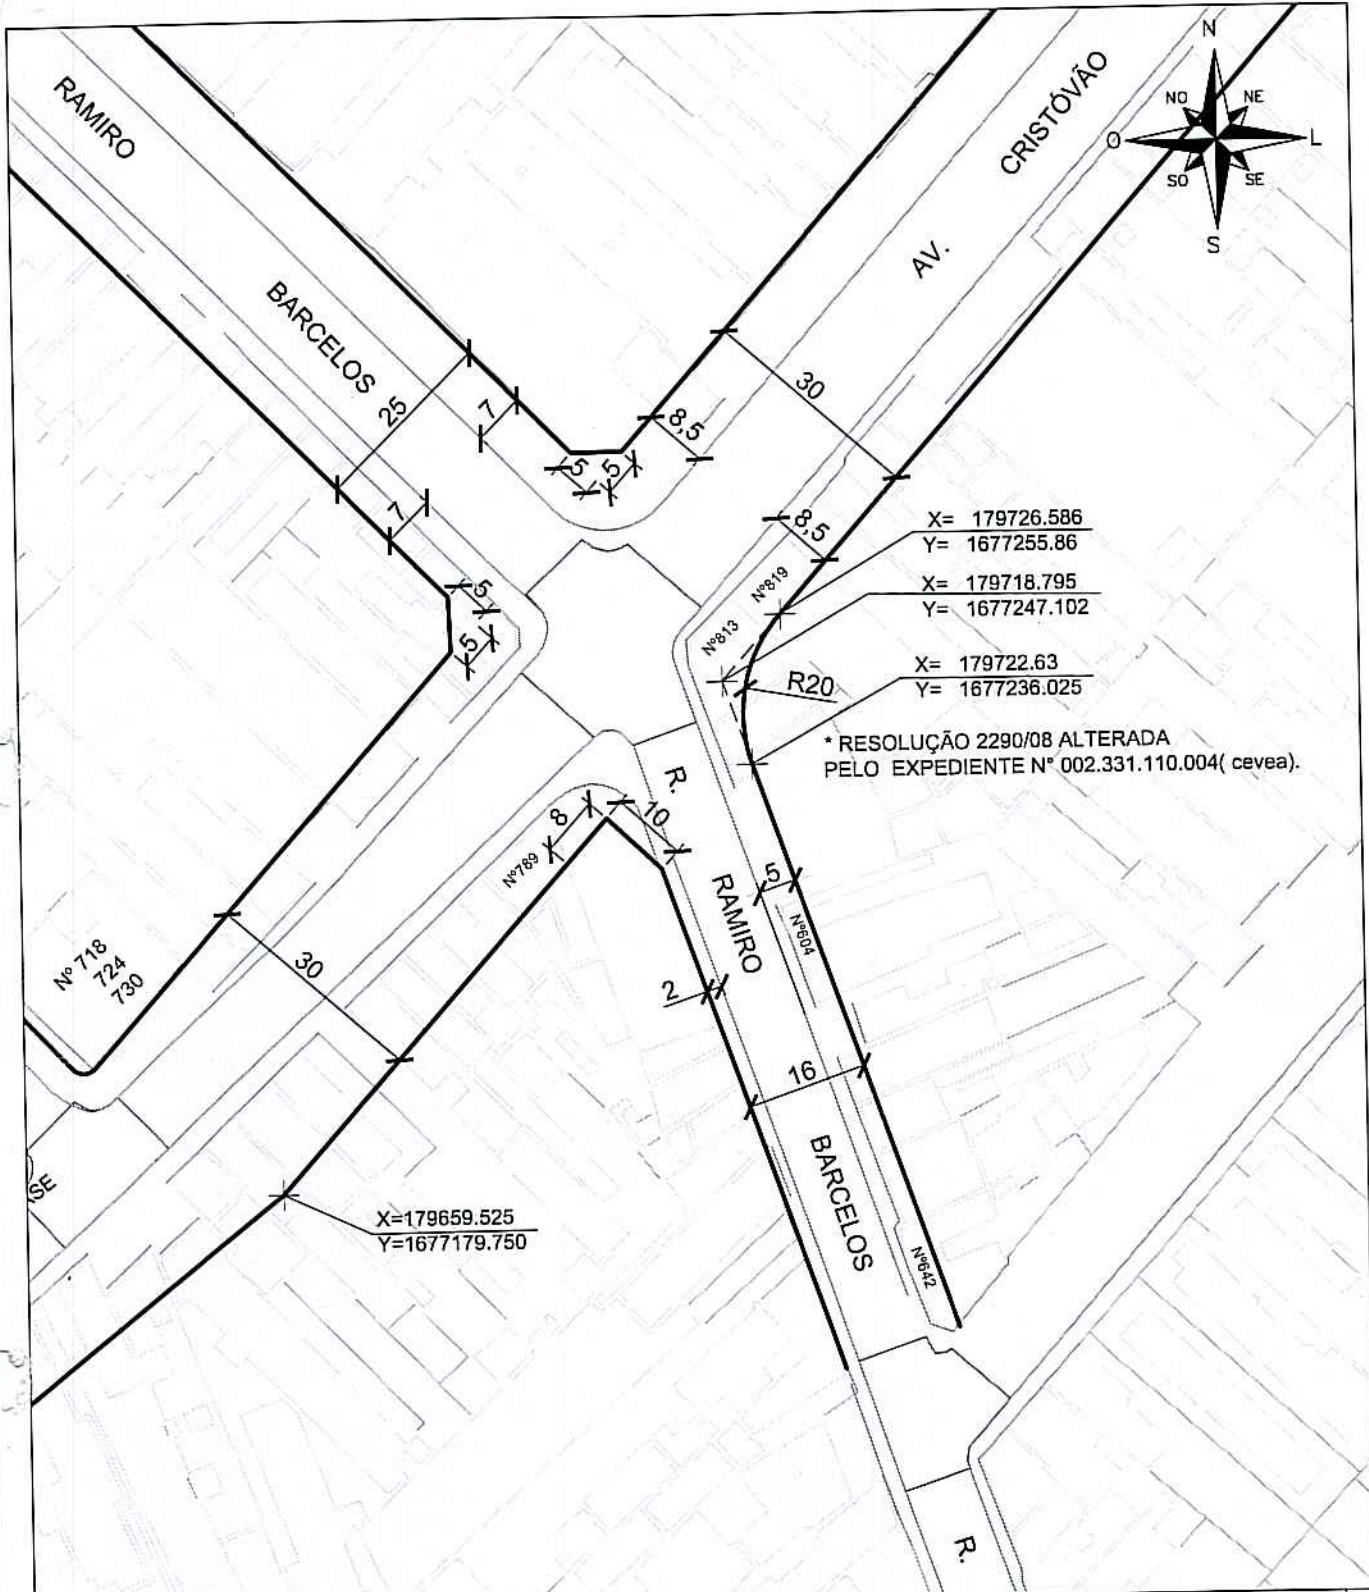 N
NO
NE
O
L
SO
SE
S
RAMIRO
BARCELOS
CRISTÓVÃO
AV.
25
7
7
30
8,5
5
5
8,5
5
5
X= 179726.586
Y= 1677255.86
X= 179718.795
Y= 1677247.102
X= 179722.63
Y= 1677236.025
Nº819
Nº813
R20
* RESOLUÇÃO 2290/08 ALTERADA
PELO EXPEDIENTE Nº 002.331.110.004( cevea).
R.
RAMIRO
BARCELOS
8
10
Nº789
5
Nº604
2
16
30
Nº 718
724
730
SE
X=179659.525
Y=1677179.750
Nº642
R.